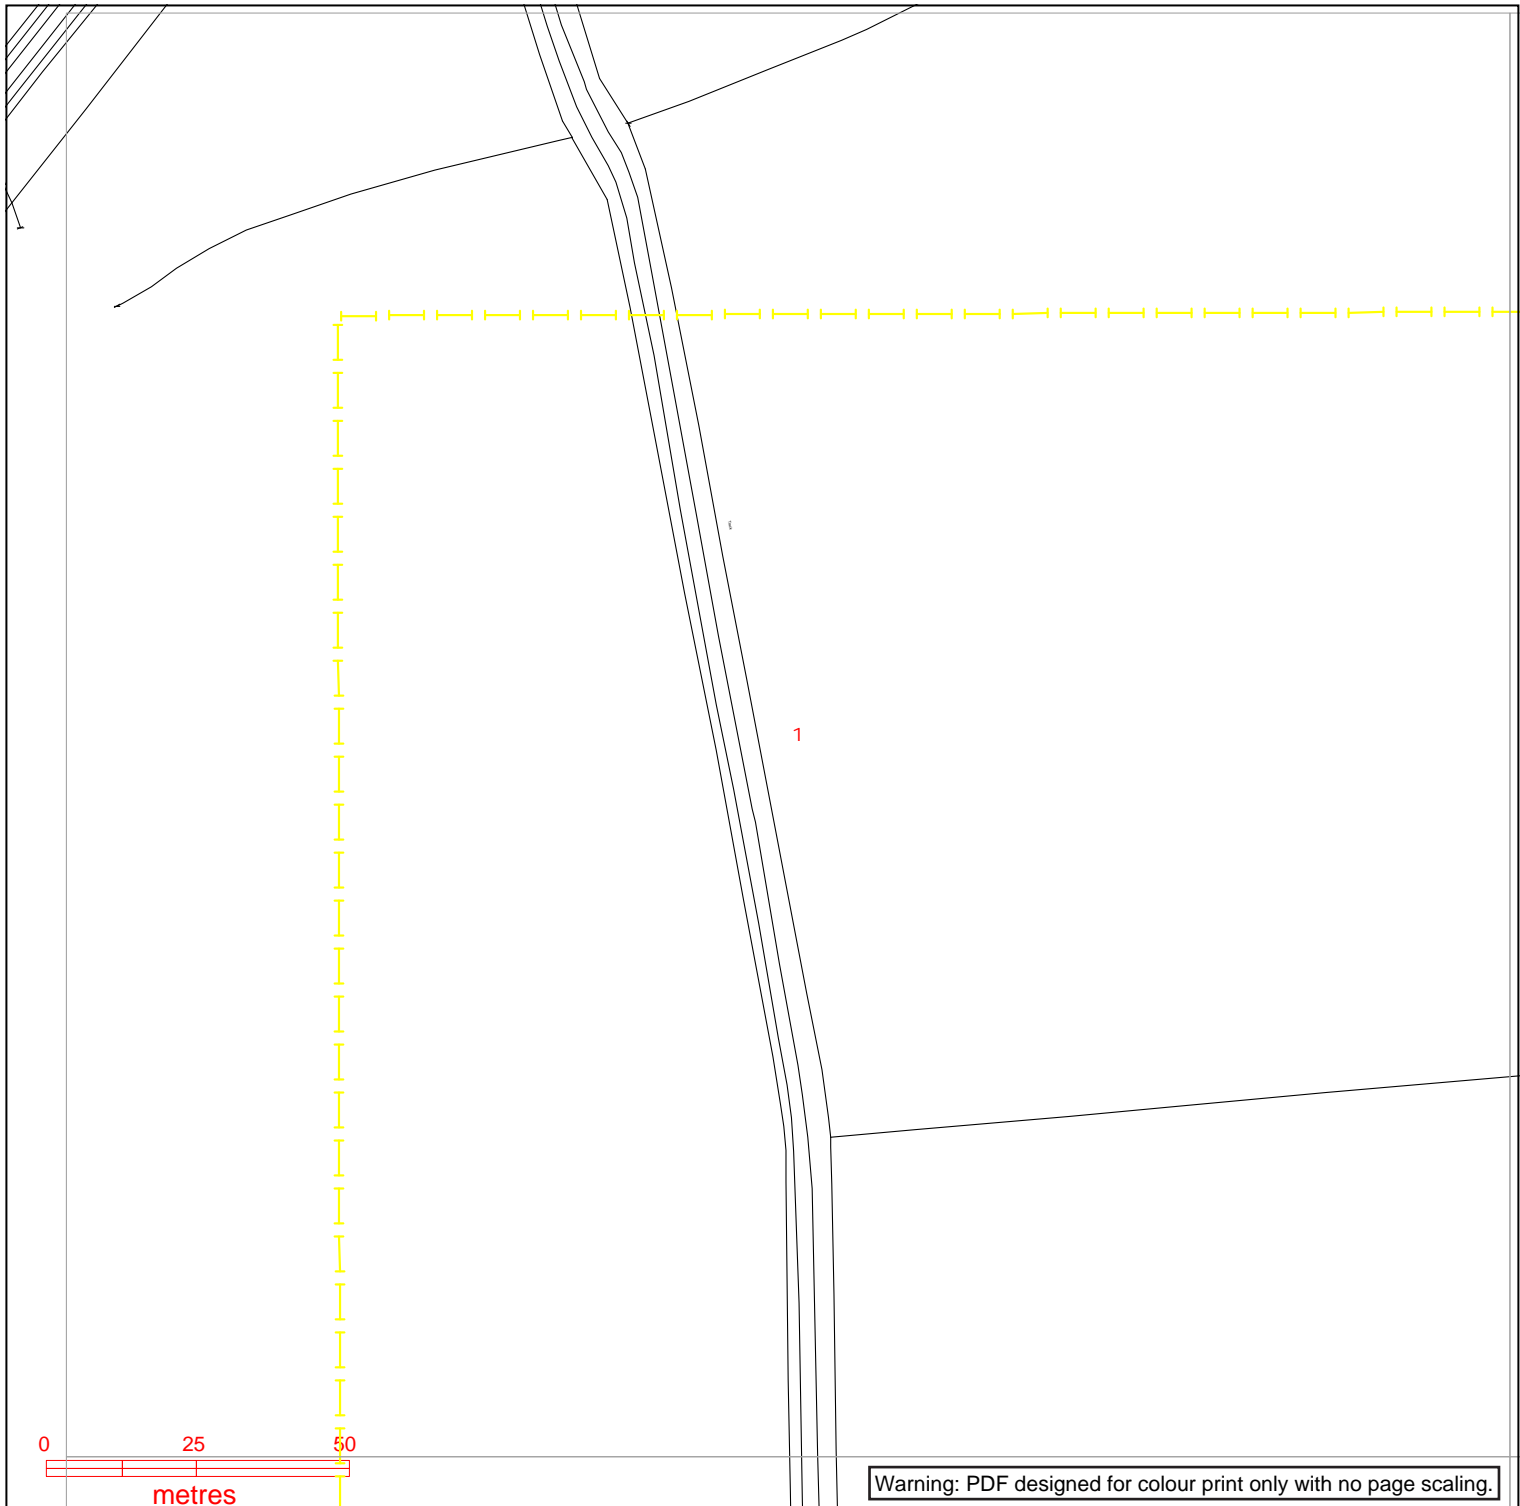 1
0 25 50
metres
Warning: PDF designed for colour print only with no page scaling.